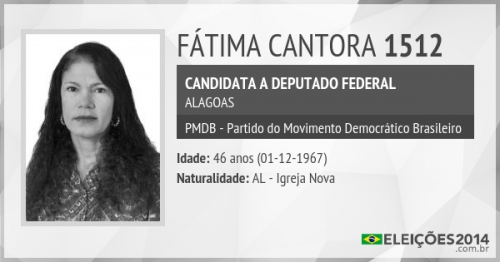 FÁTIMA CANTORA 1512
CANDIDATA A DEPUTADO FEDERAL
ALAGOAS
PMDB - Partido do Movimento Democrático Brasileiro
Idade: 46 anos (01-12-1967)
Naturalidade: AL - Igreja Nova
ELEIÇÕES2014
.com.br